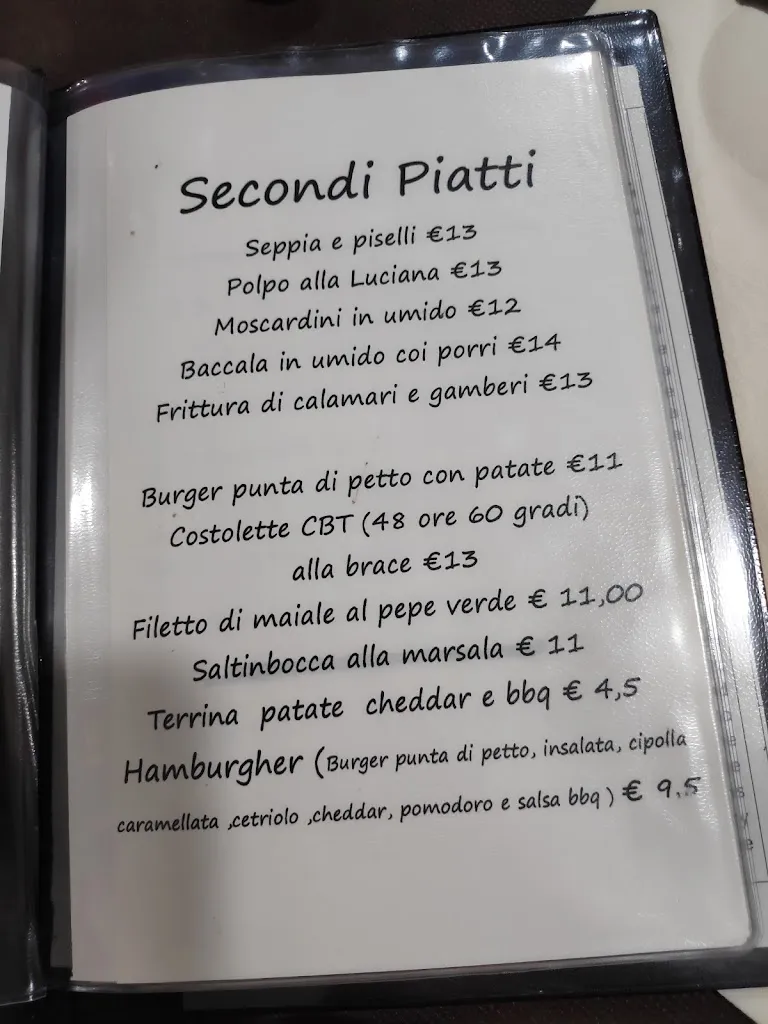 Secondi Piatti
Seppia e piselli €13
Polpo alla Luciana €13
Moscardini in umido €12
Baccala in umido coi porri €14
Frittura di calamari e gamberi €13
Burger punta di petto con patate €11
Costolette CBT (48 ore 60 gradi)
alla brace €13
Filetto di maiale al pepe verde € 11,00
Saltinbocca alla marsala € 11
Terrina patate cheddar e bbq € 4,5
Hamburgher (Burger punta di petto, insalata, cipolla
caramellata ,cetriolo ,cheddar, pomodoro e salsa bbq ) € 9.5